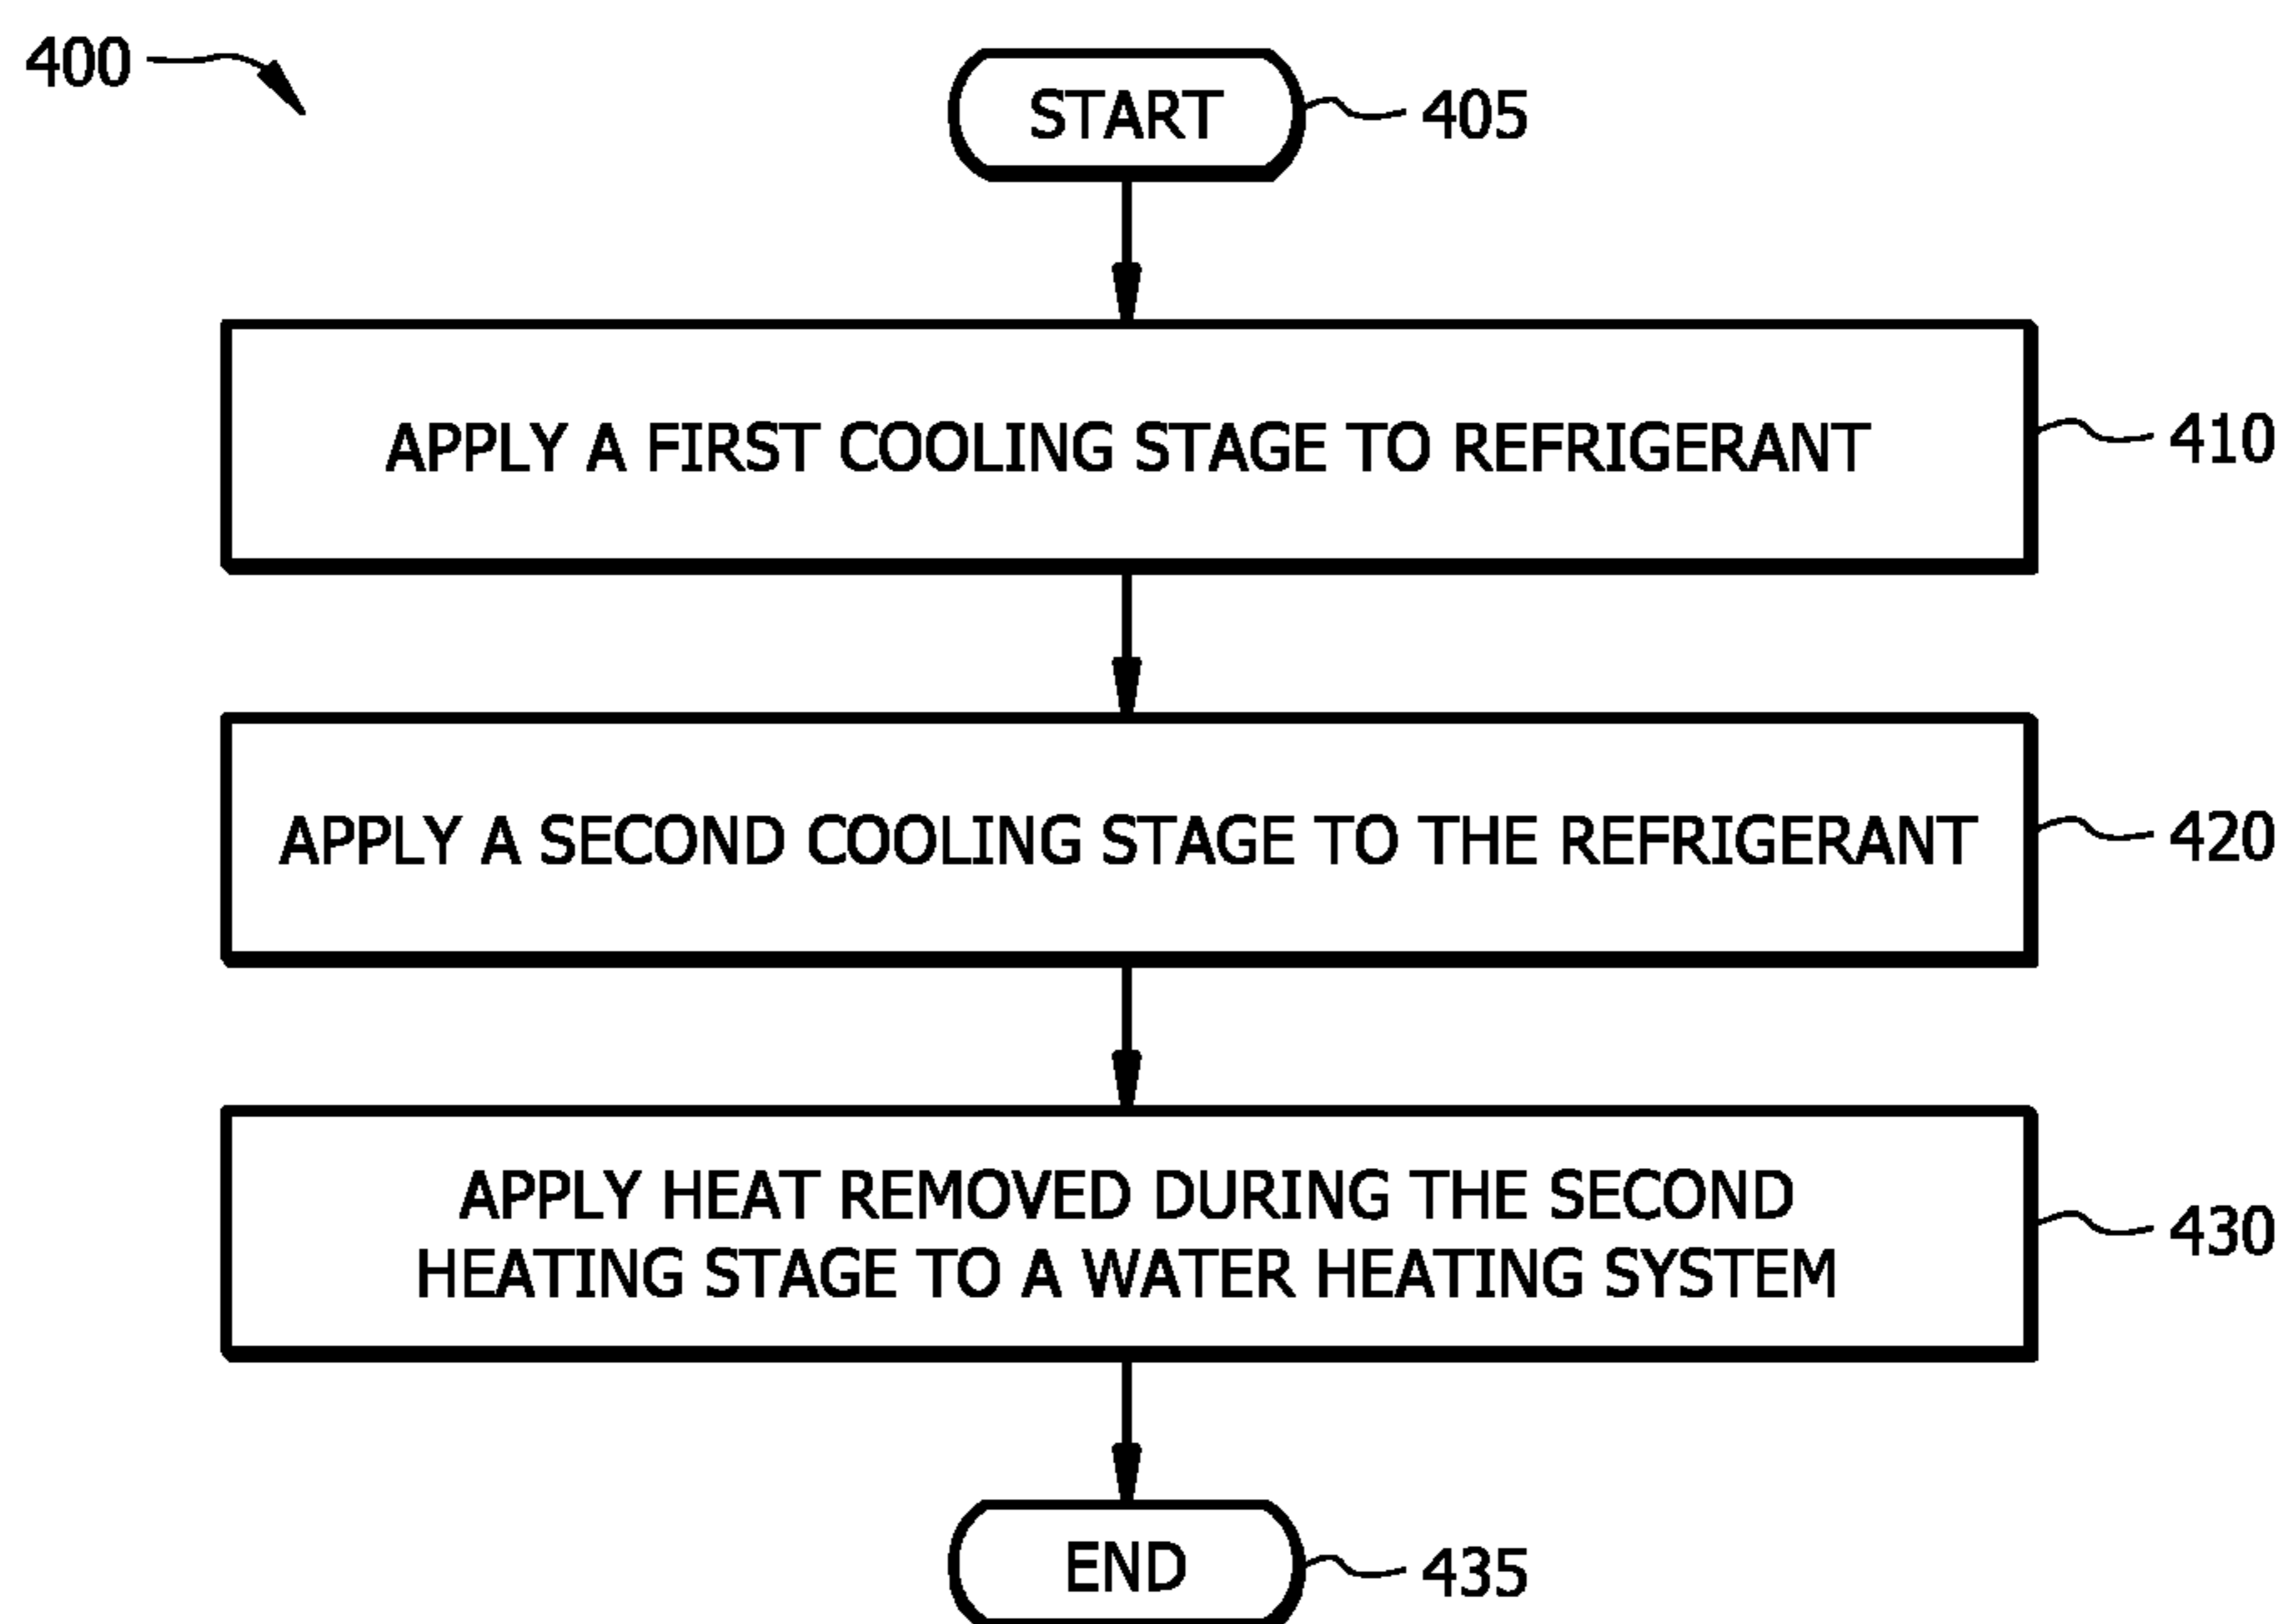 400
START
405
APPLY A FIRST COOLING STAGE TO REFRIGERANT
410
APPLY A SECOND COOLING STAGE TO THE REFRIGERANT
420
APPLY HEAT REMOVED DURING THE SECOND
HEATING STAGE TO A WATER HEATING SYSTEM
430
END
435